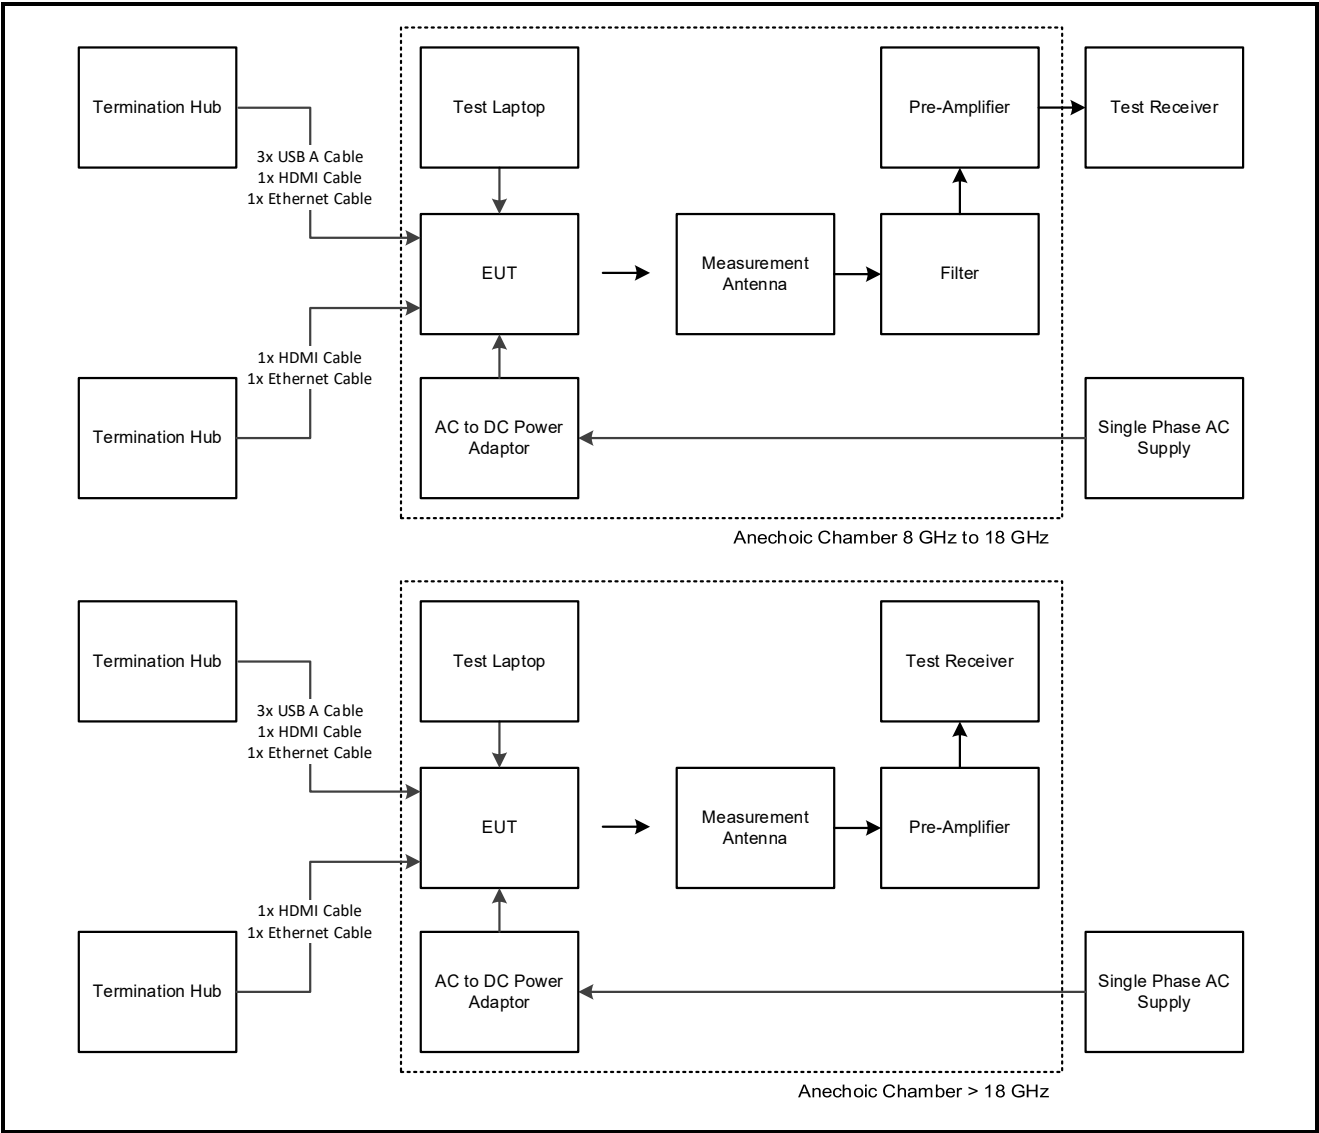 Termination Hub
Test Laptop
Pre-Amplifier
Test Receiver
3x USB A Cable
1x HDMI Cable
1x Ethernet Cable
EUT
Measurement
Antenna
Filter
1x HDMI Cable
1x Ethernet Cable
Termination Hub
AC to DC Power
Adaptor
Single Phase AC
Supply
Anechoic Chamber 8 GHz to 18 GHz
Termination Hub
Test Laptop
Test Receiver
3x USB A Cable
1x HDMI Cable
1x Ethernet Cable
EUT
Measurement
Antenna
Pre-Amplifier
1x HDMI Cable
1x Ethernet Cable
Termination Hub
AC to DC Power
Adaptor
Single Phase AC
Supply
Anechoic Chamber > 18 GHz